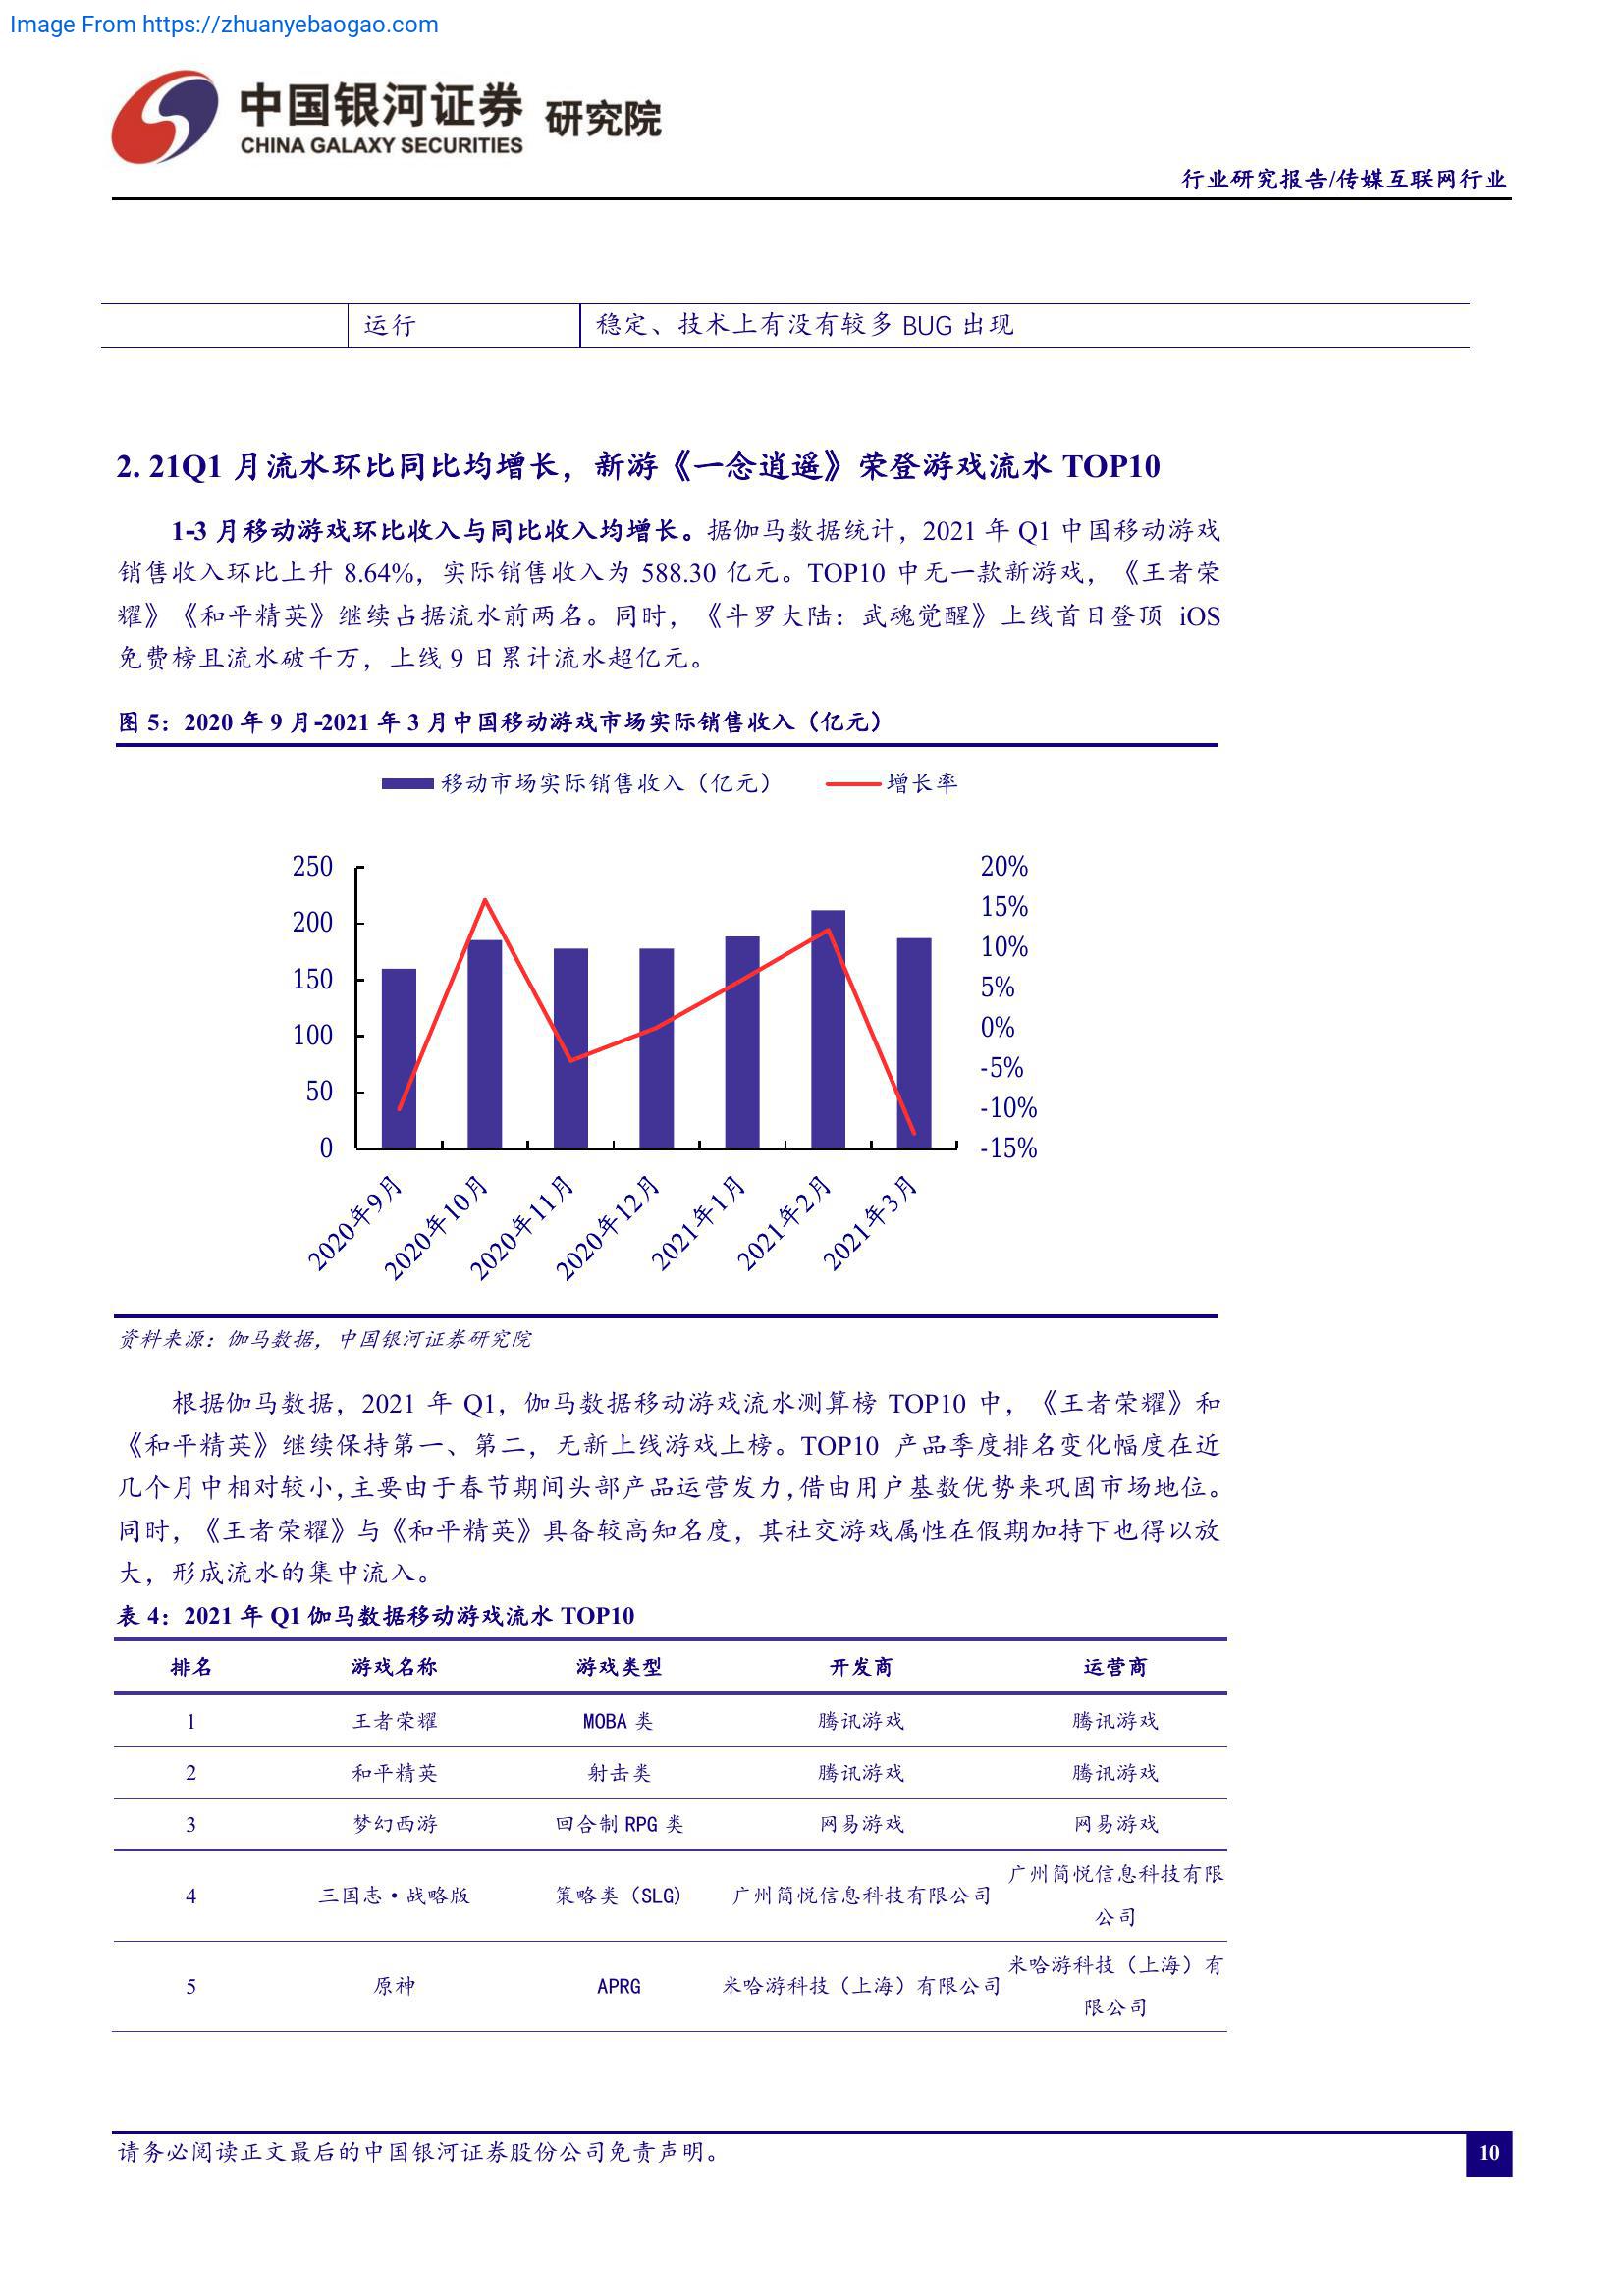 Image From https://zhuanyebaogao.com
中国银河证券 研究院
CHINA GALAXY SECURITIES
行业研究报告/传媒互联网行业
运行 稳定、技术上有没有较多 BUG 出现
2. 21Q1 月流水环比同比均增长，新游《一念逍遥》荣登游戏流水 TOP10
1-3 月移动游戏环比收入与同比收入均增长。据伽马数据统计，2021 年 Q1 中国移动游戏
销售收入环比上升 8.64%，实际销售收入为 588.30 亿元。TOP10 中无一款新游戏，《王者荣
耀》《和平精英》继续占据流水前两名。同时，《斗罗大陆：武魂觉醒》上线首日登顶 iOS
免费榜且流水破千万，上线 9 日累计流水超亿元。
图 5：2020 年 9 月-2021 年 3 月中国移动游戏市场实际销售收入（亿元）
移动市场实际销售收入（亿元） 增长率
250 20%
15%
200
10%
150 5%
100 0%
-5%
50
-10%
0 -15%
2020年9月 2020年10月 2020年11月 2020年12月 2021年1月 2021年2月 2021年3月
资料来源：伽马数据，中国银河证券研究院
根据伽马数据，2021 年 Q1，伽马数据移动游戏流水测算榜 TOP10 中，《王者荣耀》和
《和平精英》继续保持第一、第二，无新上线游戏上榜。TOP10 产品季度排名变化幅度在近
几个月中相对较小，主要由于春节期间头部产品运营发力，借由用户基数优势来巩固市场地位。
同时，《王者荣耀》与《和平精英》具备较高知名度，其社交游戏属性在假期加持下也得以放
大，形成流水的集中流入。
表 4：2021 年 Q1 伽马数据移动游戏流水 TOP10
排名 游戏名称 游戏类型 开发商 运营商
1 王者荣耀 MOBA 类 腾讯游戏 腾讯游戏
2 和平精英 射击类 腾讯游戏 腾讯游戏
3 梦幻西游 回合制 RPG 类 网易游戏 网易游戏
4 三国志·战略版 策略类（SLG) 广州简悦信息科技有限公司 广州简悦信息科技有限
公司
5 原神 APRG 米哈游科技（上海）有限公司 米哈游科技（上海）有
限公司
请务必阅读正文最后的中国银河证券股份公司免责声明。
10